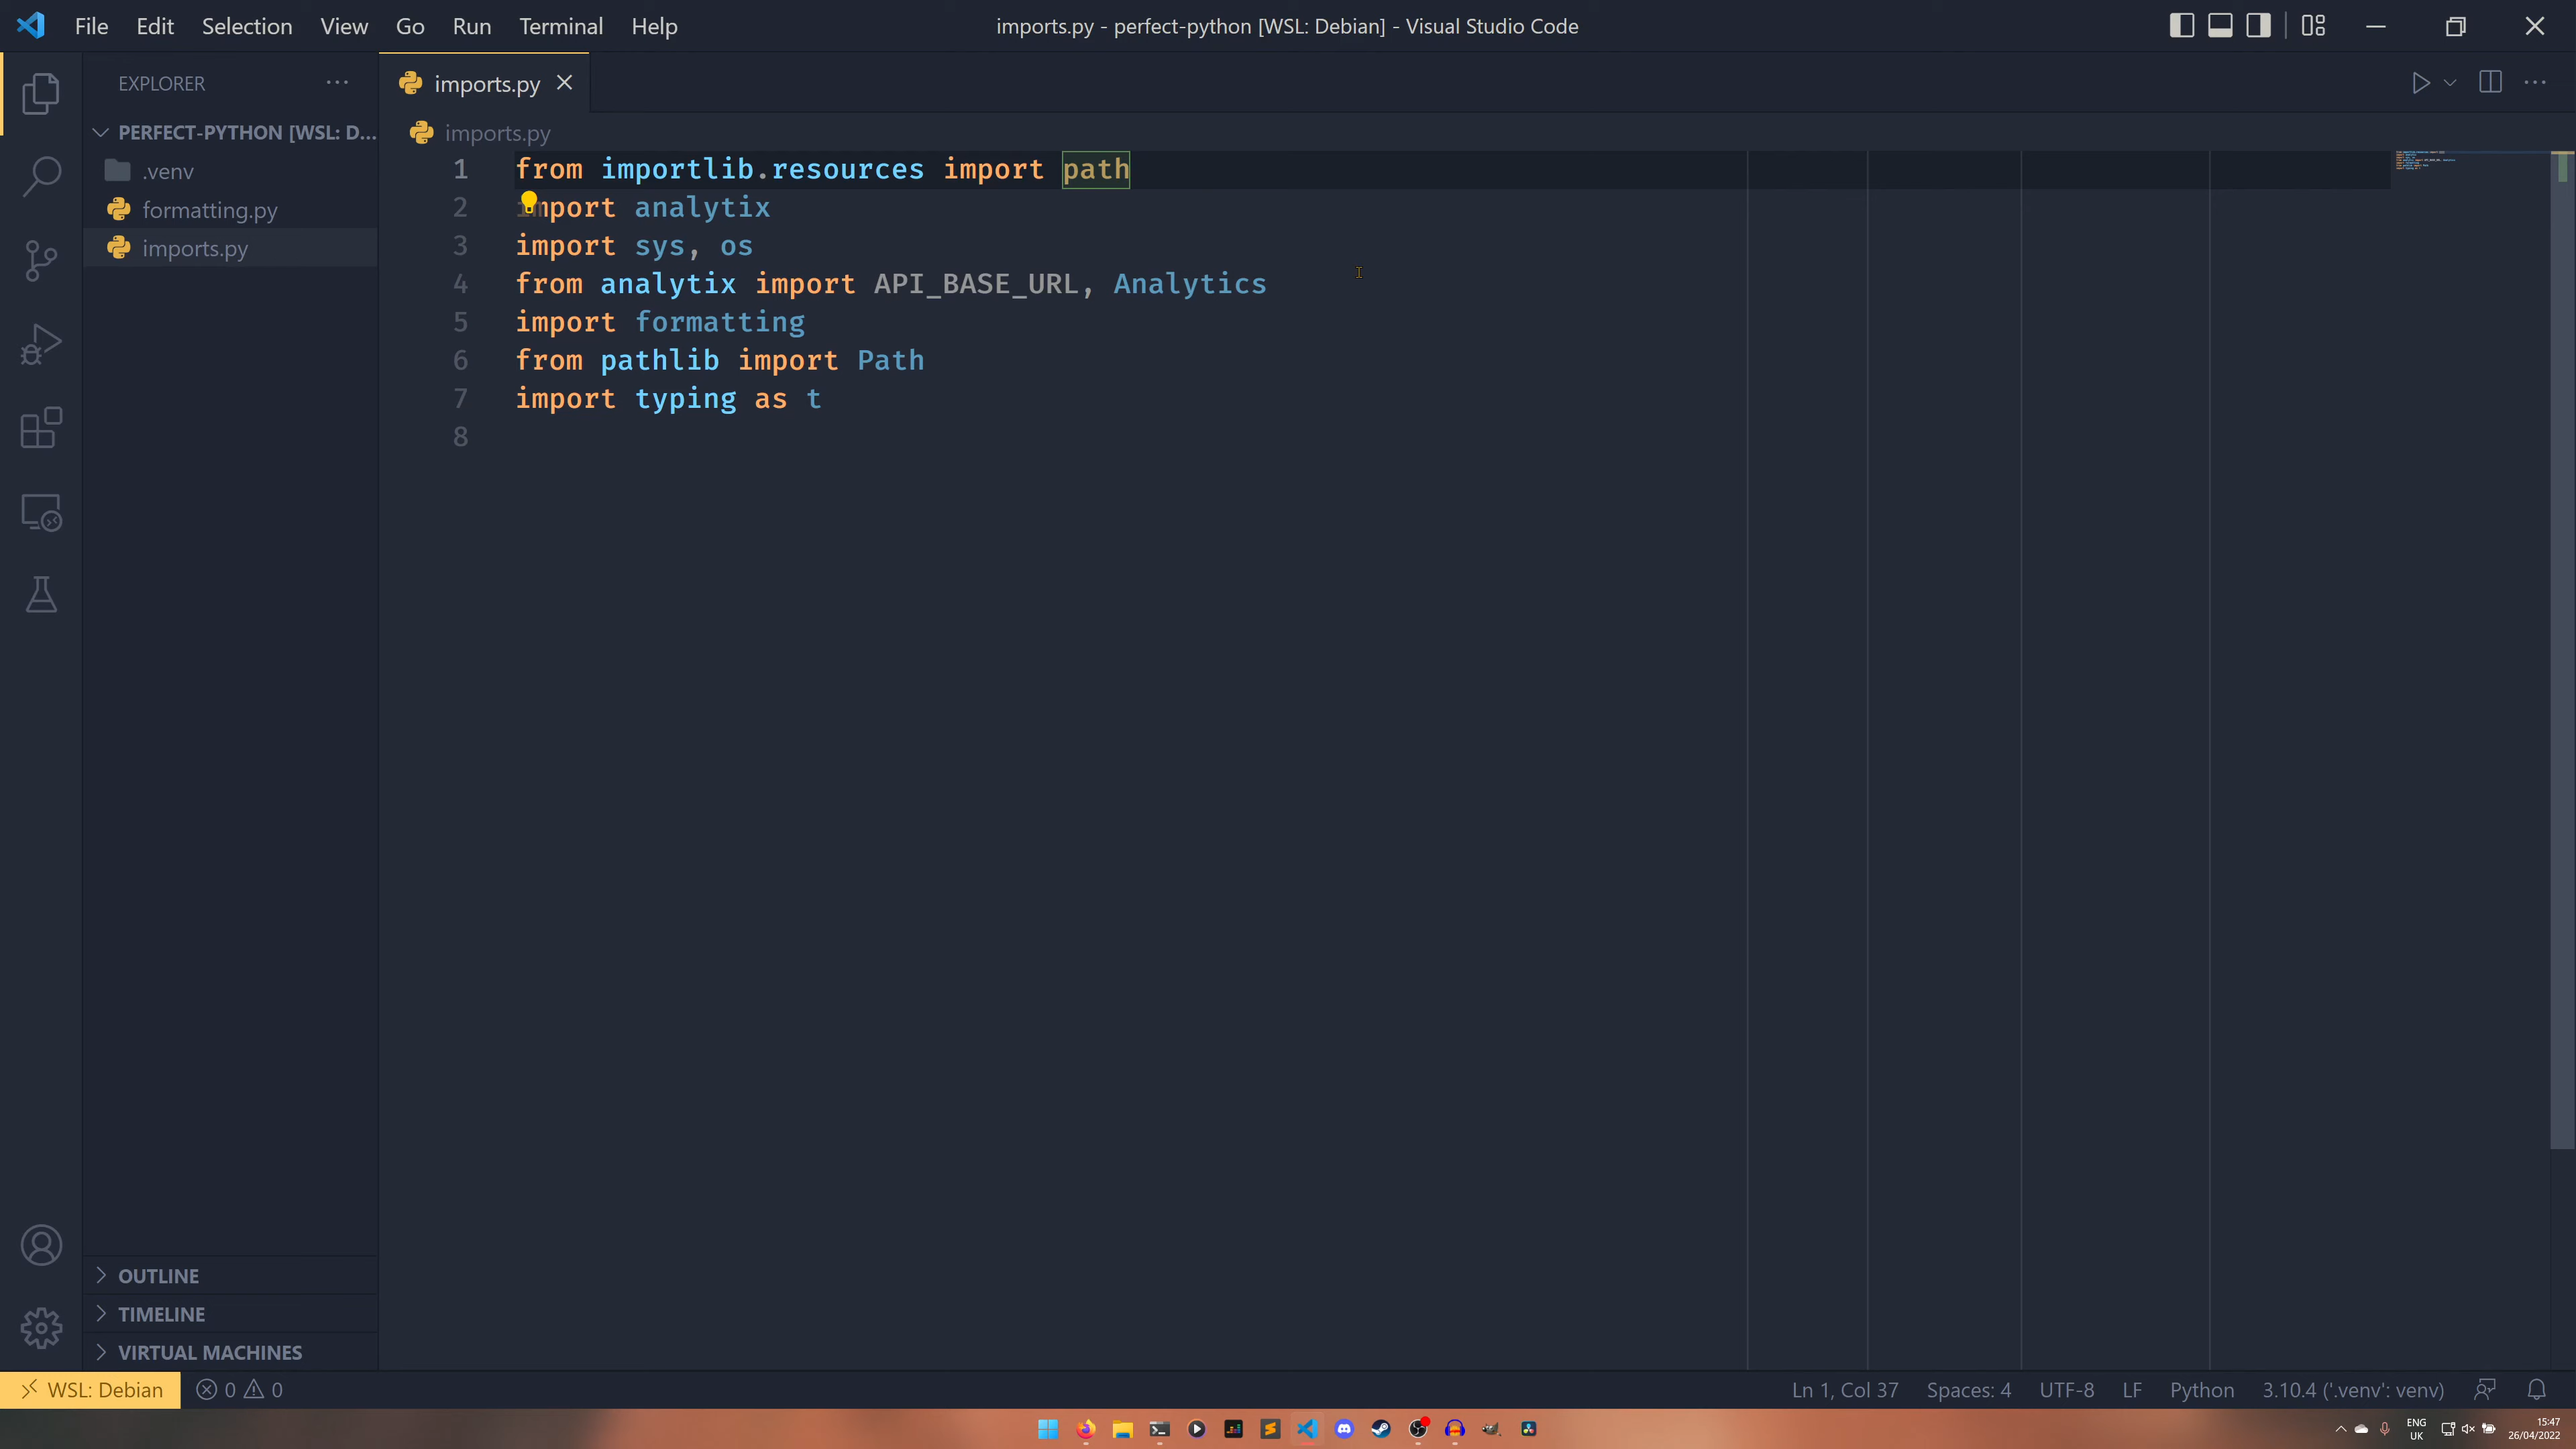 File Edit Selection View Go Run Terminal Help
imports.py - perfect-python [WSL: Debian] - Visual Studio Code
EXPLORER
PERFECT-PYTHON [WSL: D...
.venv
formatting.py
imports.py
OUTLINE
TIMELINE
VIRTUAL MACHINES
imports.py
imports.py
1 from importlib.resources import path
2 import analytix
3 import sys, os
4 from analytix import API_BASE_URL, Analytics
5 import formatting
6 from pathlib import Path
7 import typing as t
8
WSL: Debian 0 0
Ln 1, Col 37 Spaces: 4 UTF-8 LF Python 3.10.4 ('.venv': venv)
ENG
UK
15:47
26/04/2022